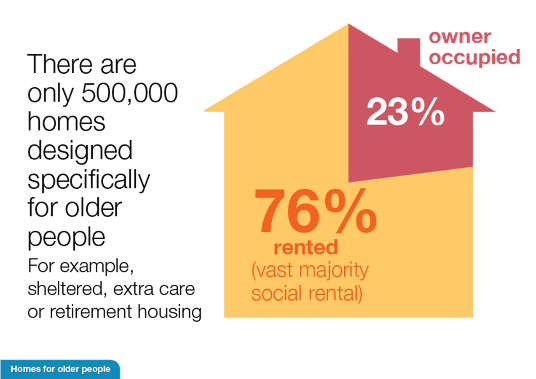 There are
only 500,000
homes
designed
specifically
for older
people
For example,
sheltered, extra care
or retirement housing
owner
occupied
23%
76%
rented
(vast majority
social rental)
Homes for older people